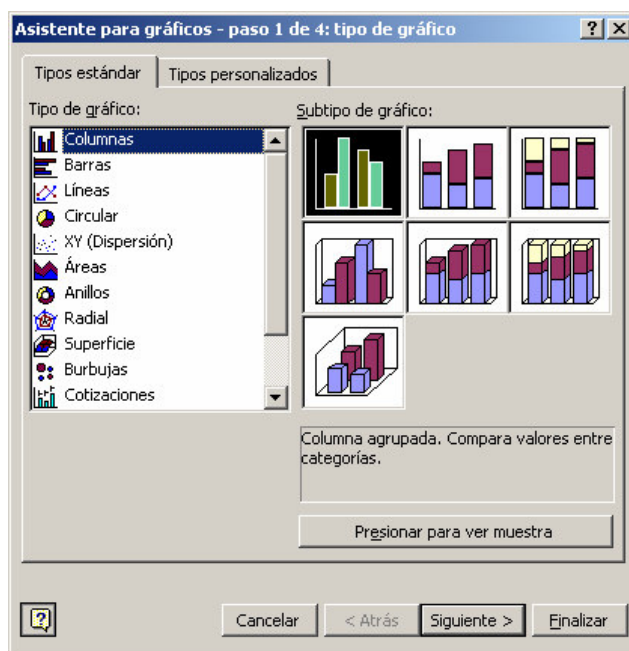 Asistente para gráficos - paso 1 de 4: tipo de gráfico
Tipos estándar
Tipos personalizados
Tipo de gráfico:
Columnas
Barras
Líneas
Circular
XY (Dispersión)
Áreas
Anillos
Radial
Superficie
Burbujas
Cotizaciones
Subtipo de gráfico:
Columna agrupada. Compara valores entre
categorías.
Presionar para ver muestra
Cancelar
< Atrás
Siguiente >
Finalizar